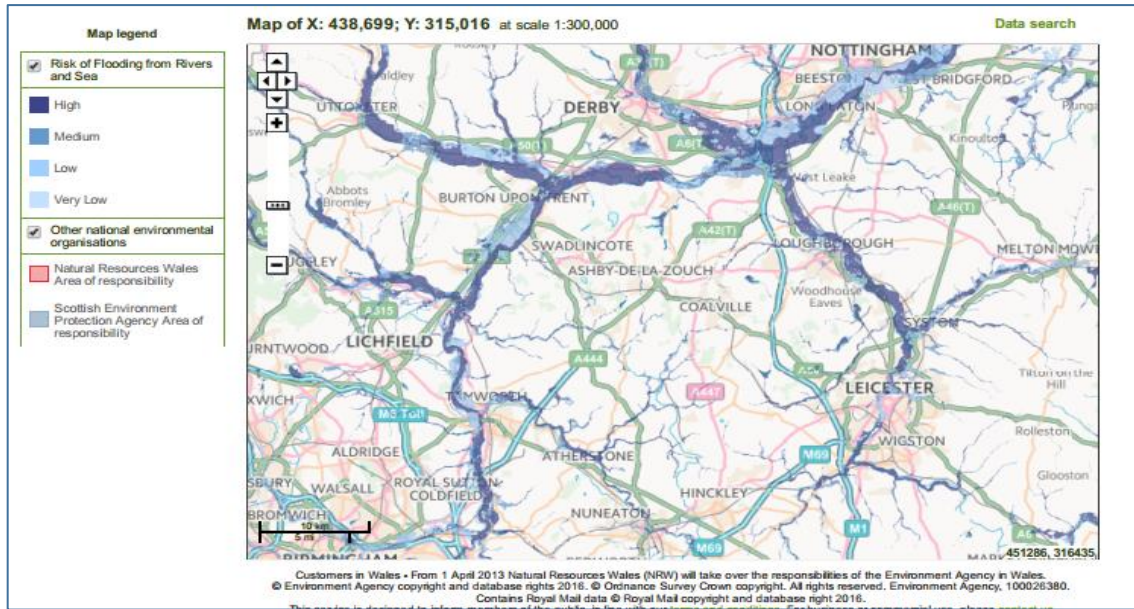 Map of X: 438,699; Y: 315,016 at scale 1:300,000
Data search
Map legend
Risk of Flooding from Rivers
and Sea
High
Medium
Low
Very Low
Other national environmental
organisations
Natural Resources Wales
Area of responsibility
Scottish Environment
Protection Agency Area of
responsibility
NOTTINGHAM
BEESTON
WEST BRIDGFORD
DERBY
LONG EATON
UTTOXETER
A50(T)
A6(T)
Kinoulton
West Leake
Abbots
Bromley
BURTON UPON TRENT
A46(T)
A42(T)
SWADLINCOTE
LOUGHBOROUGH
MELTON MOW
ASHBY-DE-LA-ZOUCH
Woodhouse
Eaves
COALVILLE
A515
SYSTON
LICHFIELD
A444
LEICESTER
Tilton on the
Hill
A447
M6 Toll
TAMWORTH
Rolleston
WIGSTON
ALDRIDGE
ATHERSTONE
M69
Glooston
WALSALL
ROYAL SUTTON
COLDFIELD
HINCKLEY
NUNEATON
BROMWICH
10 km
5 mi
M1
M69
BIRMINGHAM
451286, 316435
Customers in Wales • From 1 April 2013 Natural Resources Wales (NRW) will take over the responsibilities of the Environment Agency in Wales.
© Environment Agency copyright and database rights 2016. © Ordnance Survey Crown copyright. All rights reserved. Environment Agency, 100026380.
Contains Royal Mail data © Royal Mail copyright and database right 2016.